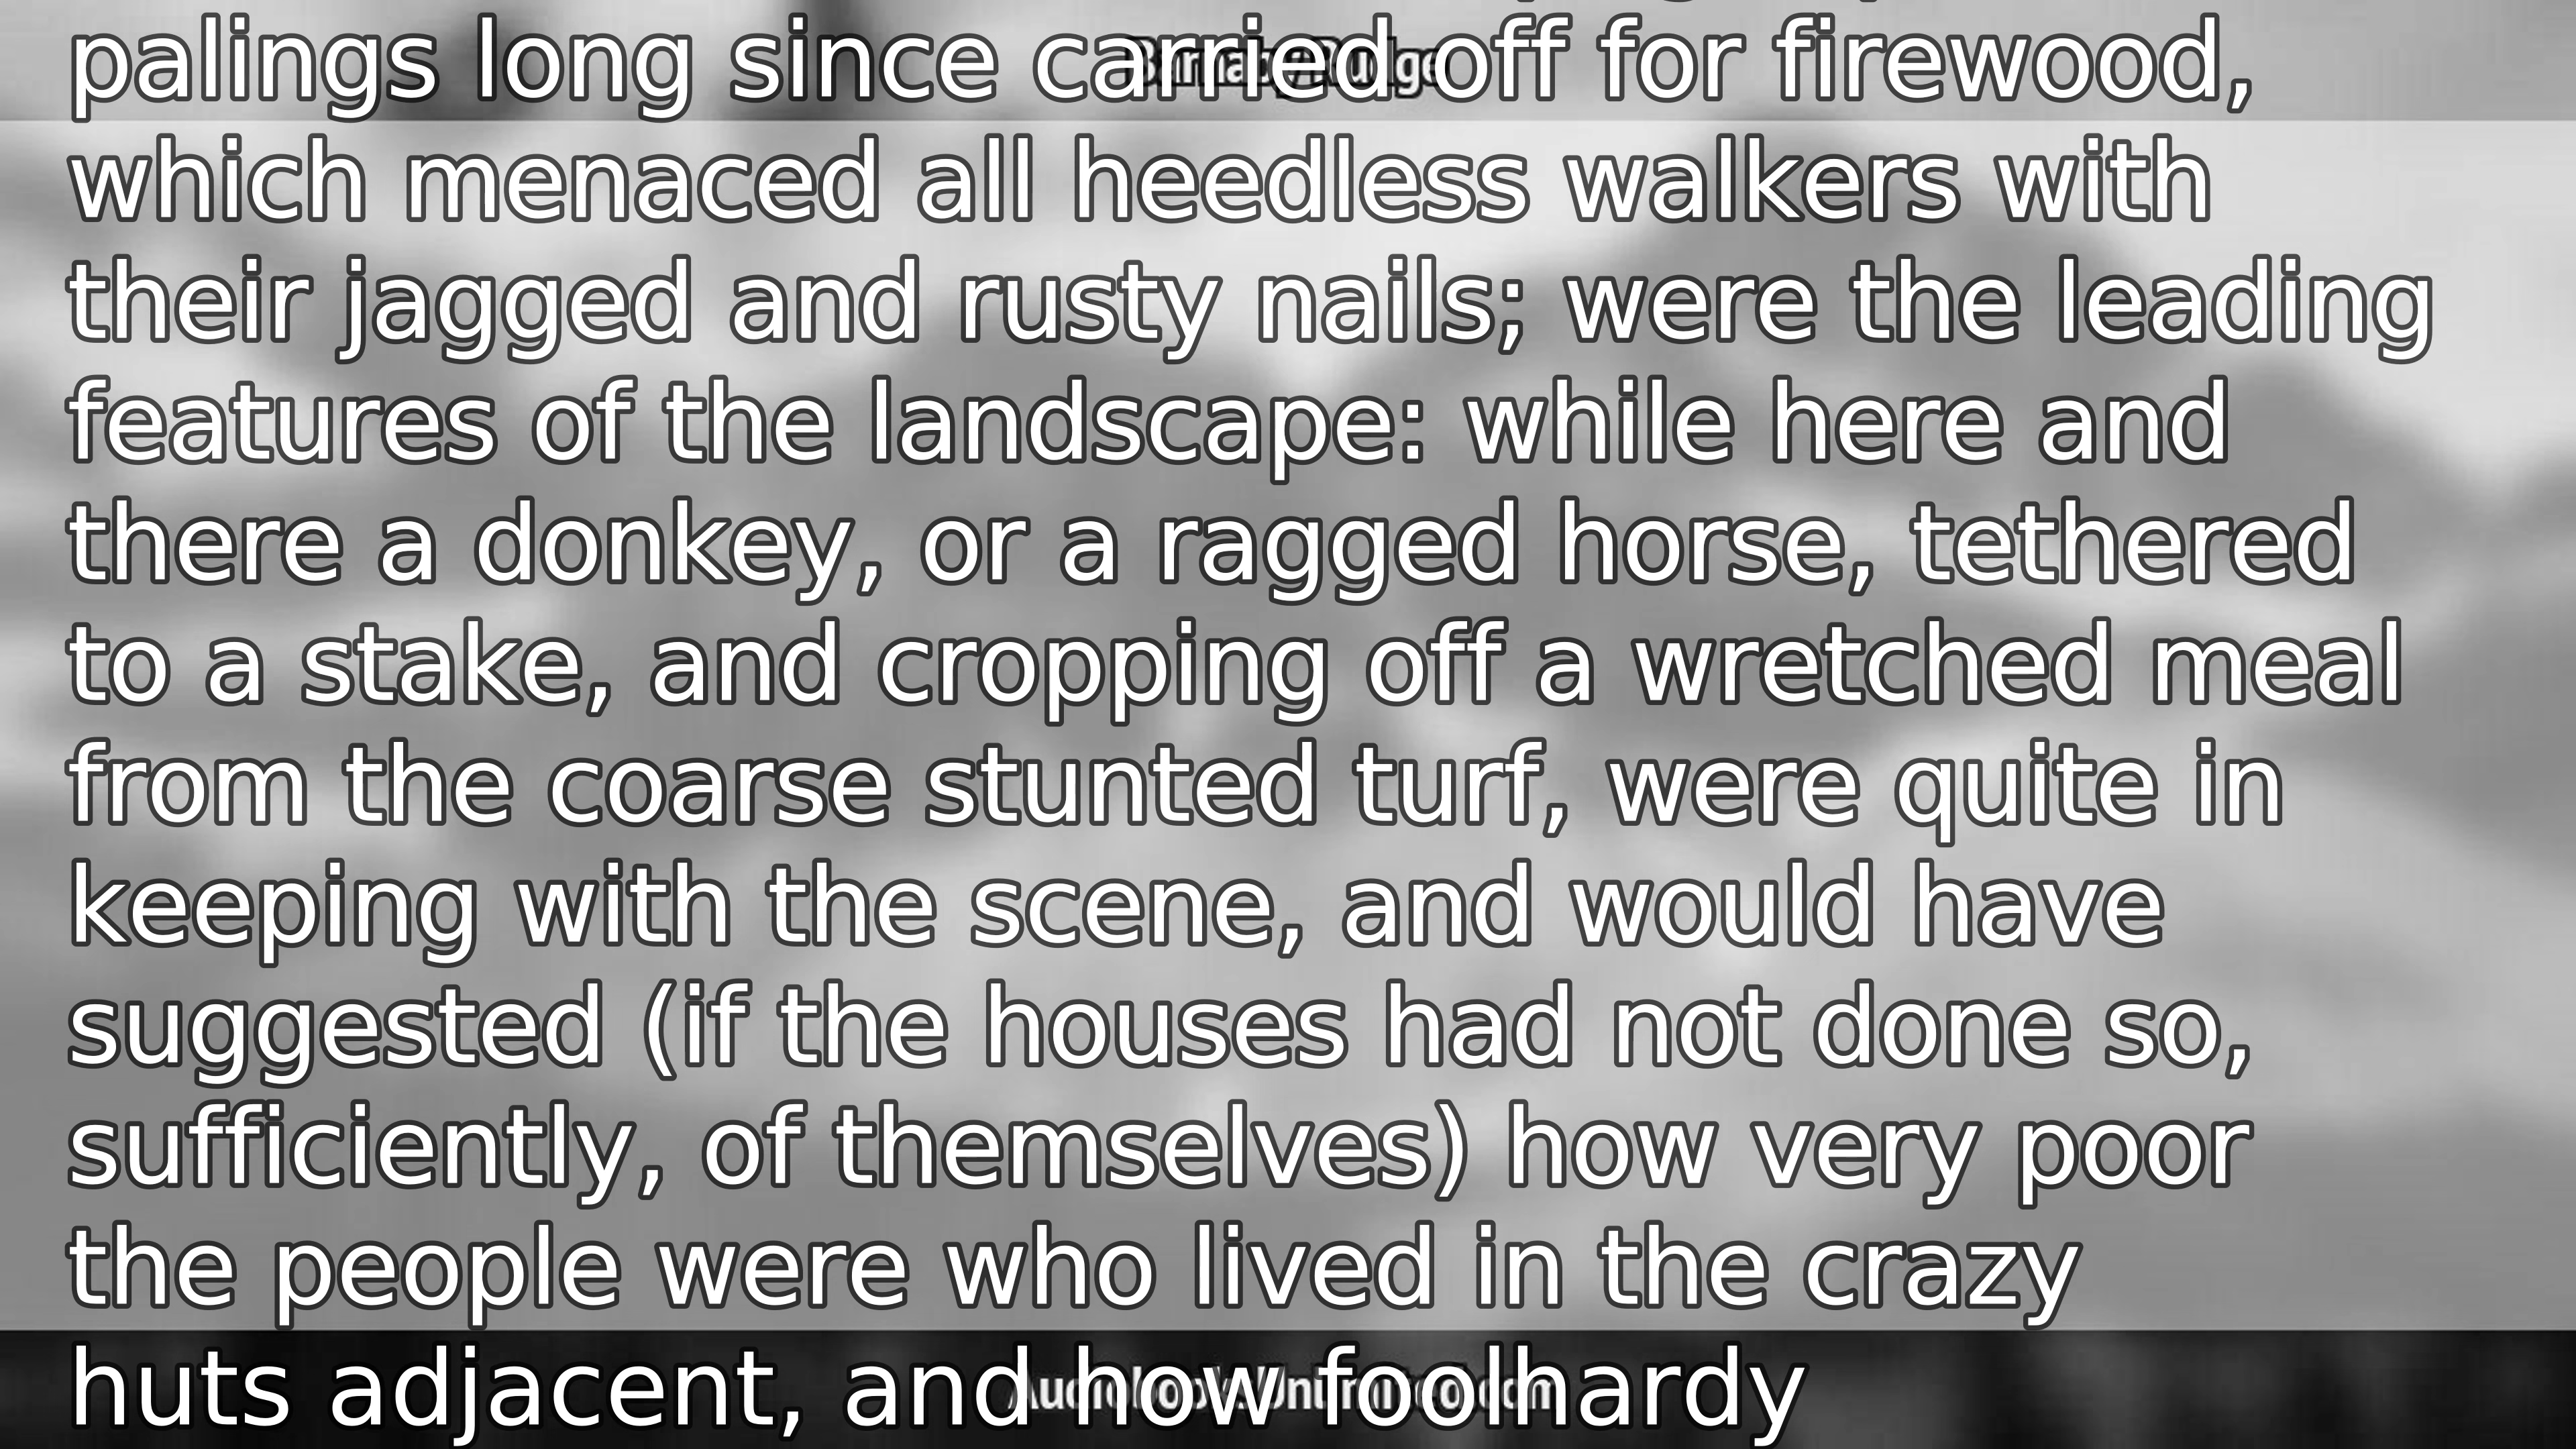 Barnaby Rudge
palings long since carried off for firewood,
which menaced all heedless walkers with
their jagged and rusty nails; were the leading
features of the landscape: while here and
there a donkey, or a ragged horse, tethered
to a stake, and cropping off a wretched meal
from the coarse stunted turf, were quite in
keeping with the scene, and would have
suggested (if the houses had not done so,
sufficiently, of themselves) how very poor
the people were who lived in the crazy
huts adjacent, and how foolhardy
AudiobooksUnlimited.com